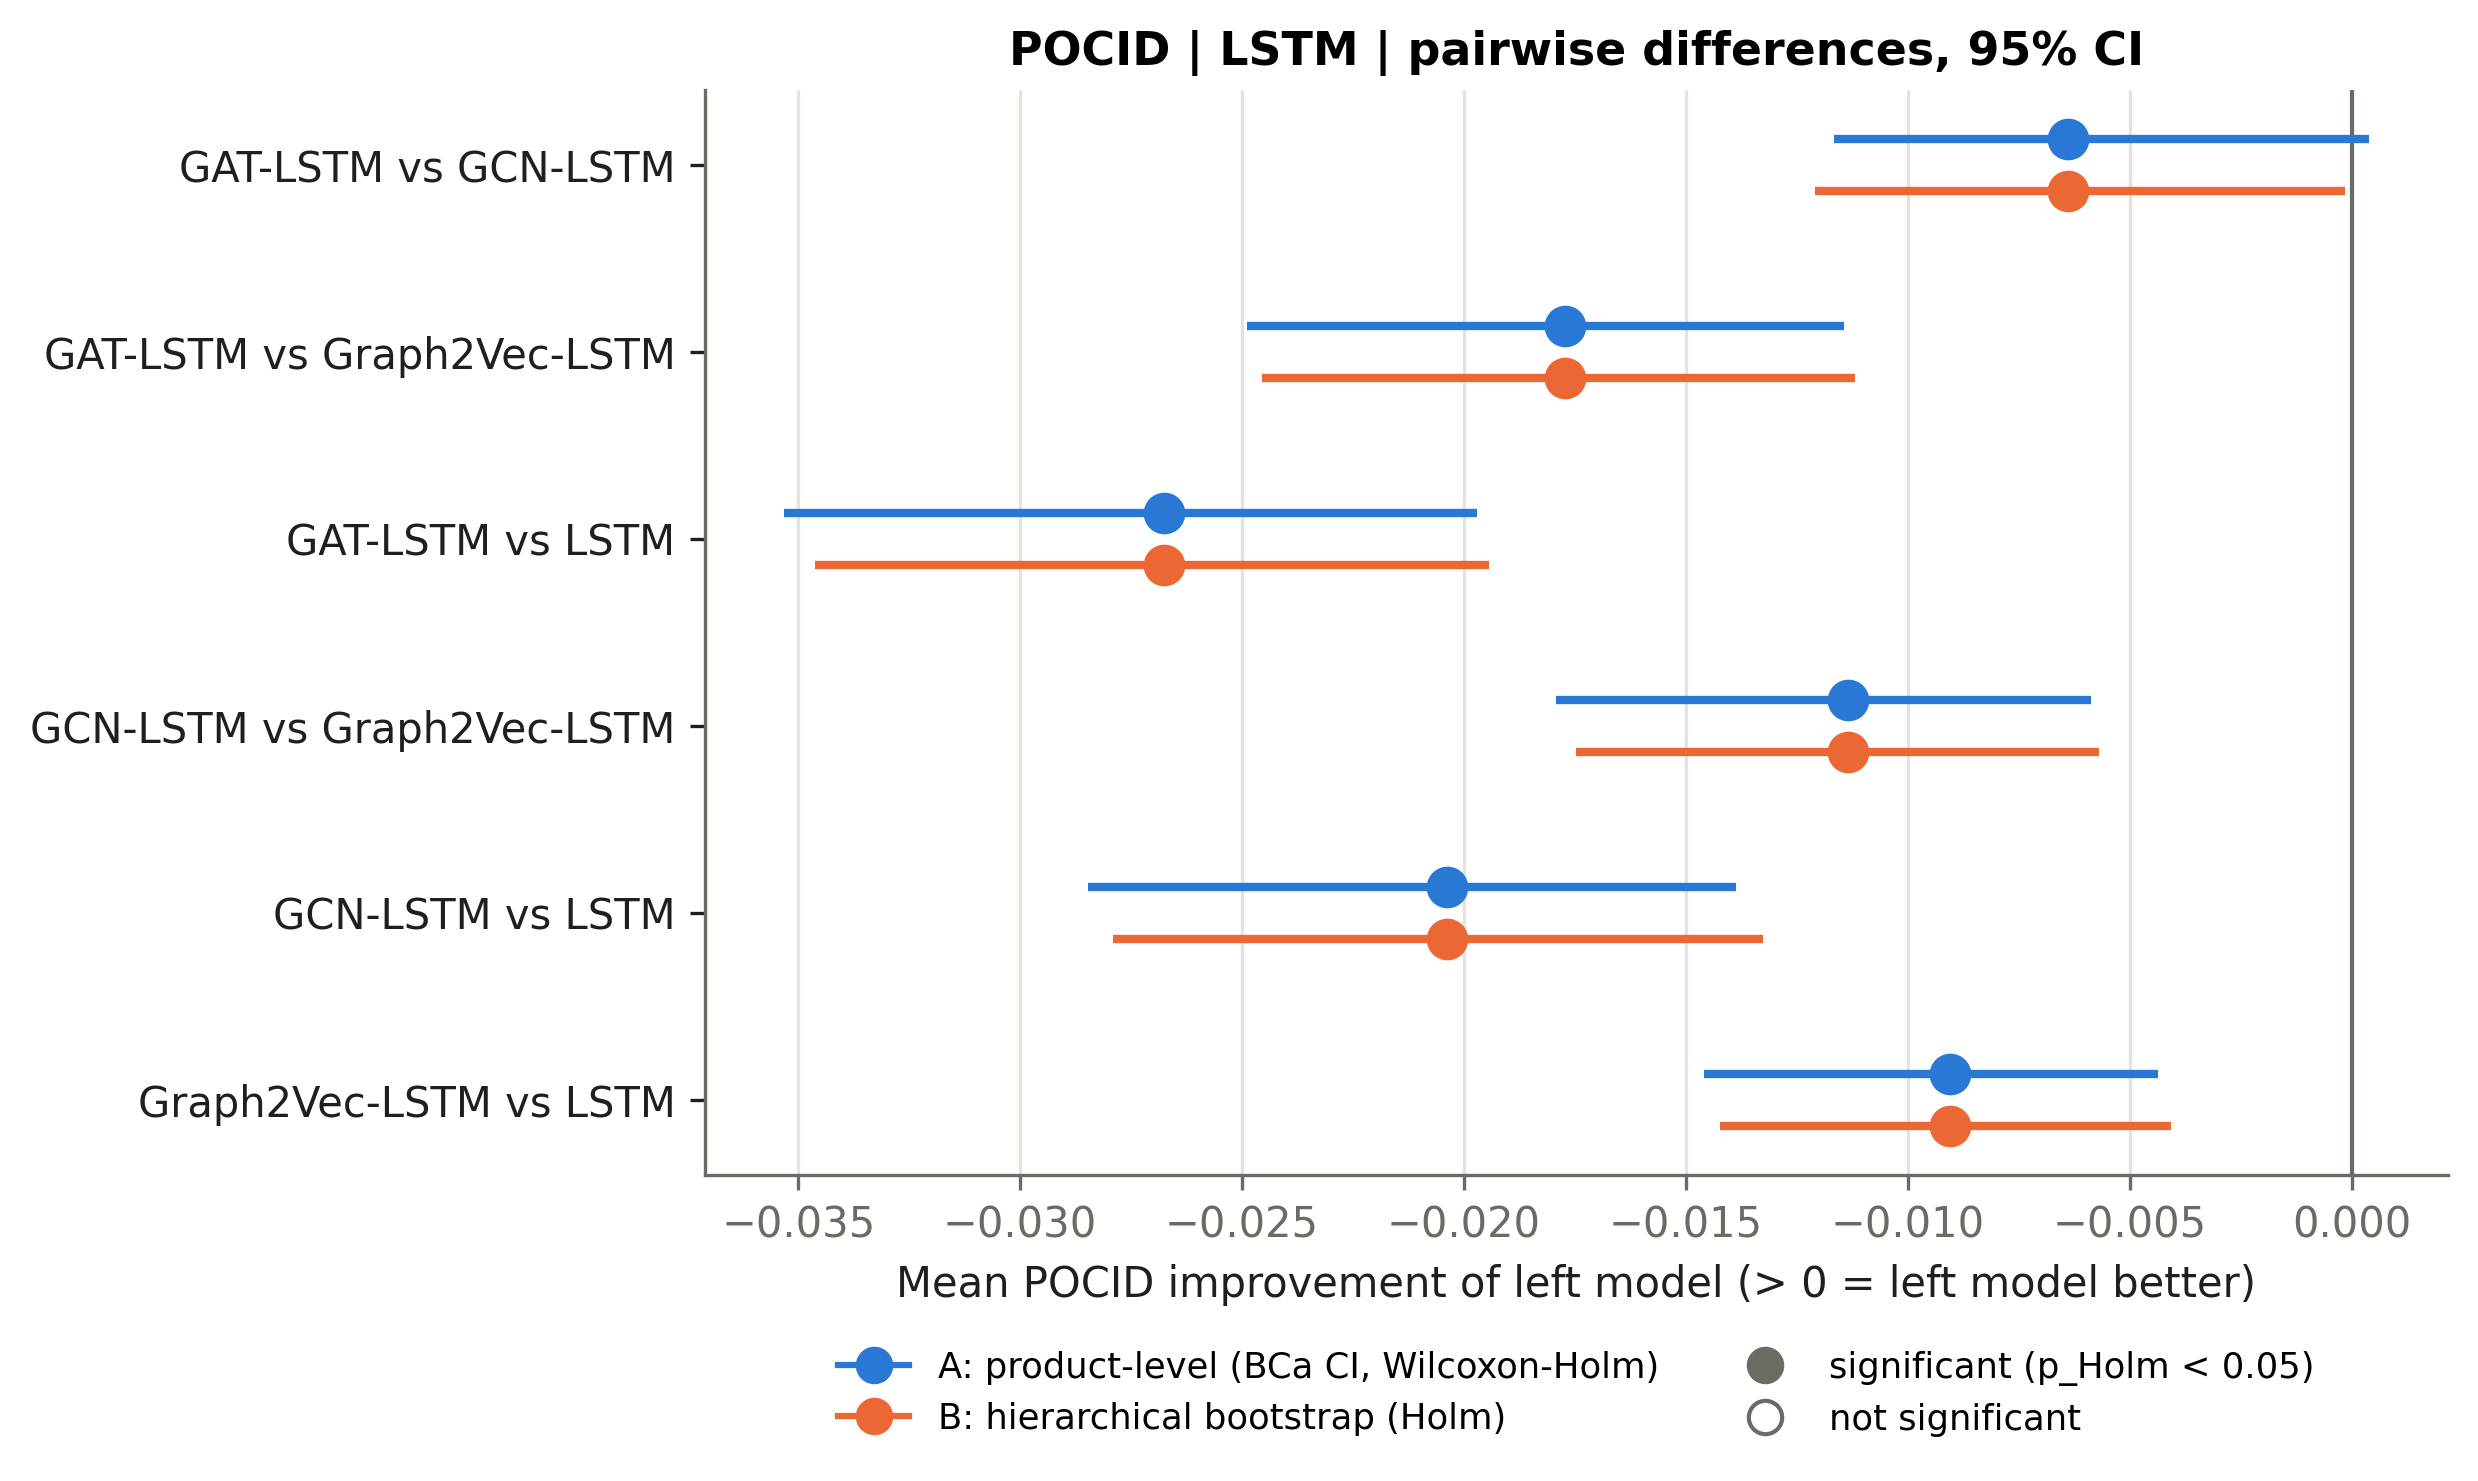 POCID | LSTM | pairwise differences, 95% CI
GAT-LSTM vs GCN-LSTM
GAT-LSTM vs Graph2Vec-LSTM
GAT-LSTM vs LSTM
GCN-LSTM vs Graph2Vec-LSTM
GCN-LSTM vs LSTM
Graph2Vec-LSTM vs LSTM
−0.035 −0.030 −0.025 −0.020 −0.015 −0.010 −0.005 0.000
Mean POCID improvement of left model (> 0 = left model better)
A: product-level (BCa CI, Wilcoxon-Holm)
B: hierarchical bootstrap (Holm)
significant (p_Holm < 0.05)
not significant